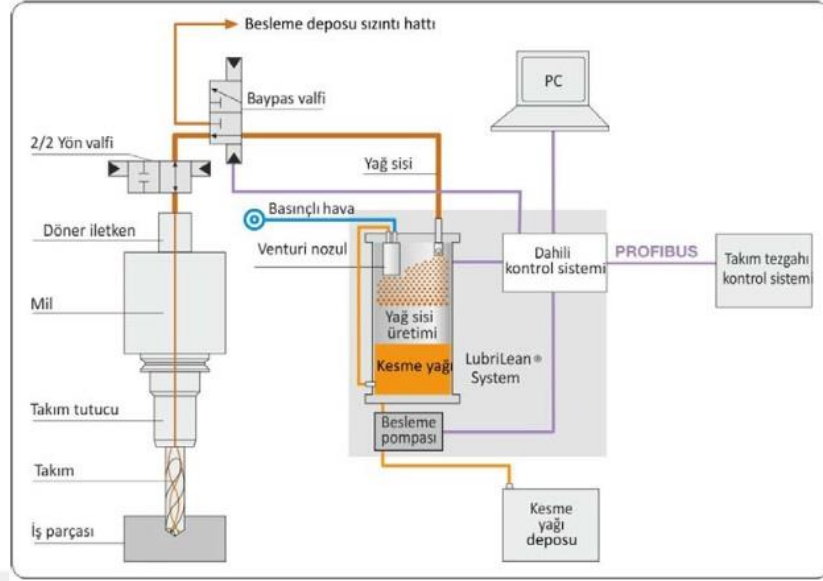 Besleme deposu sızıntı hattı
Baypas valfi
PC
2/2 Yön valfi
Yağ sisi
Basınçlı hava
Döner iletken
Venturi nozul
Dahili
kontrol sistemi
PROFIBUS
Takım tezgahı
kontrol sistemi
Mil
Yağ sisi
üretimi
Kesme yağı
LubriLean®
System
Takım tutucu
Besleme
pompası
Takım
Kesme
yağı
deposu
İş parçası